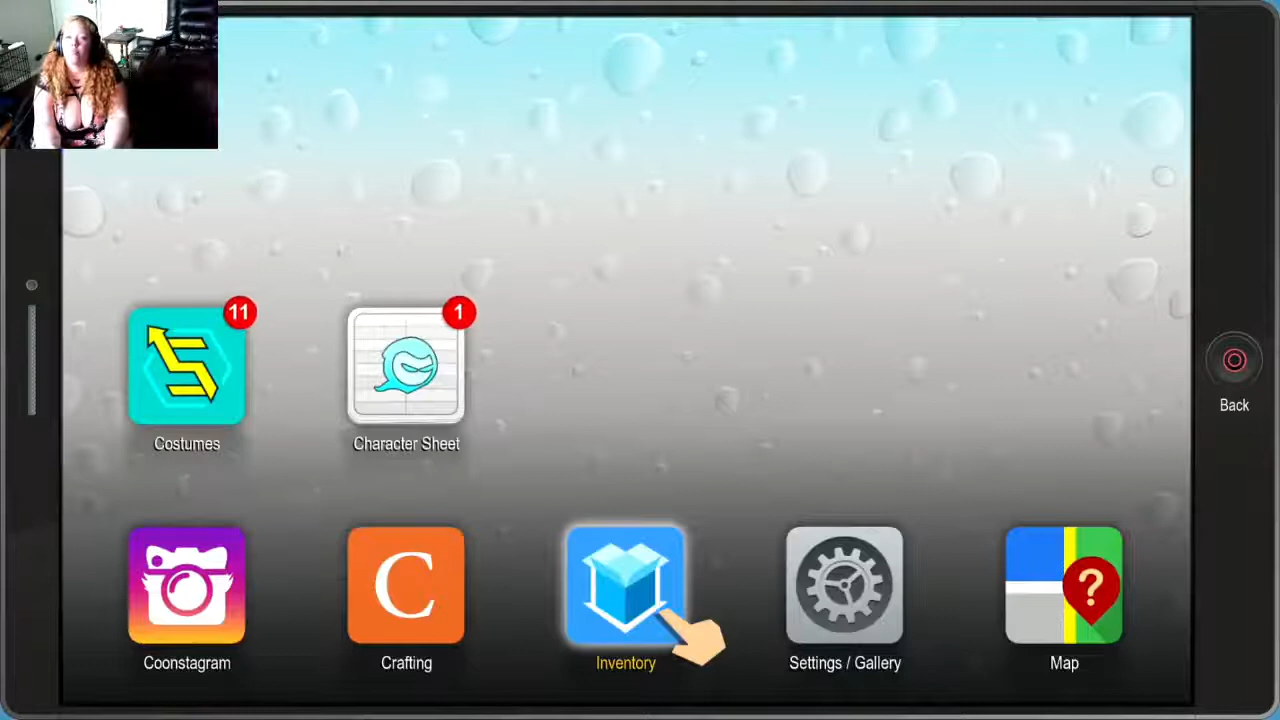 11
1
Costumes
Character Sheet
Back
C
?
Coonstagram
Crafting
Inventory
Settings / Gallery
Map